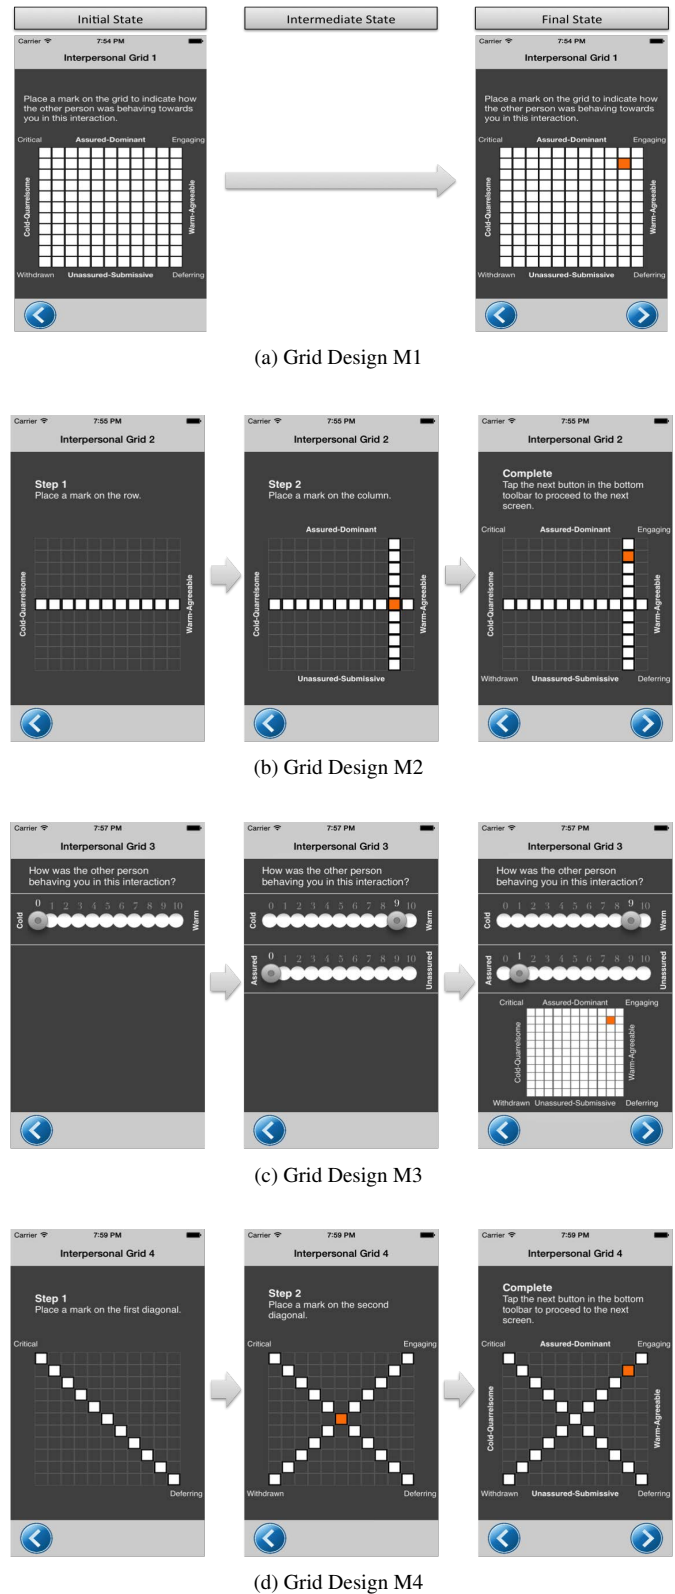 Initial State
Intermediate State
Final State
Carrier 7:54 PM
Interpersonal Grid 1
Place a mark on the grid to indicate how
the other person was behaving towards
you in this interaction.
Critical Assured-Dominant Engaging
Cold-Quarrelsome
Warm-Agreeable
Withdrawn Unassured-Submissive Deferring
Carrier 7:54 PM
Interpersonal Grid 1
Place a mark on the grid to indicate how
the other person was behaving towards
you in this interaction.
Critical Assured-Dominant Engaging
Cold-Quarrelsome
Warm-Agreeable
Withdrawn Unassured-Submissive Deferring
(a) Grid Design M1
Carrier 7:55 PM
Interpersonal Grid 2
Step 1
Place a mark on the row.
Cold-Quarrelsome
Warm-Agreeable
Carrier 7:55 PM
Interpersonal Grid 2
Step 2
Place a mark on the column.
Assured-Dominant
Cold-Quarrelsome
Warm-Agreeable
Unassured-Submissive
Carrier 7:55 PM
Interpersonal Grid 2
Complete
Tap the next button in the bottom
toolbar to proceed to the next
screen.
Critical Assured-Dominant Engaging
Cold-Quarrelsome
Warm-Agreeable
Withdrawn Unassured-Submissive Deferring
(b) Grid Design M2
Carrier 7:57 PM
Interpersonal Grid 3
How was the other person
behaving you in this interaction?
0 1 2 3 4 5 6 7 8 9 10
Cold
Warm
Carrier 7:57 PM
Interpersonal Grid 3
How was the other person
behaving you in this interaction?
0 1 2 3 4 5 6 7 8 9 10
Cold
Warm
0 1 2 3 4 5 6 7 8 9 10
Assured
Unassured
Carrier 7:57 PM
Interpersonal Grid 3
How was the other person
behaving you in this interaction?
0 1 2 3 4 5 6 7 8 9 10
Cold
Warm
0 1 2 3 4 5 6 7 8 9 10
Assured
Unassured
Critical Assured-Dominant Engaging
Cold-Quarrelsome
Warm-Agreeable
Withdrawn Unassured-Submissive Deferring
(c) Grid Design M3
Carrier 7:59 PM
Interpersonal Grid 4
Step 1
Place a mark on the first diagonal.
Critical
Deferring
Carrier 7:59 PM
Interpersonal Grid 4
Step 2
Place a mark on the second
diagonal.
Critical Engaging
Withdrawn Deferring
Carrier 7:59 PM
Interpersonal Grid 4
Complete
Tap the next button in the bottom
toolbar to proceed to the next
screen.
Critical Assured-Dominant Engaging
Cold-Quarrelsome
Warm-Agreeable
Withdrawn Unassured-Submissive Deferring
(d) Grid Design M4